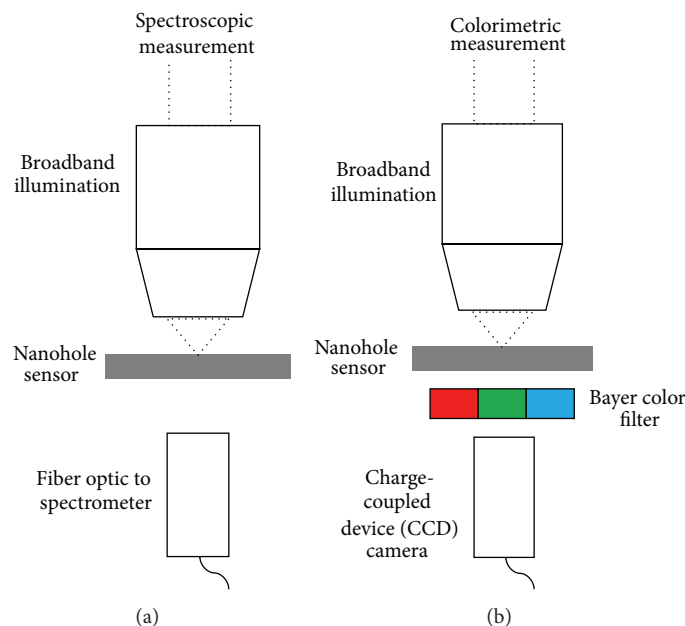 Spectroscopic
measurement
Broadband
illumination
Nanohole
sensor
Fiber optic to
spectrometer
(a)
Colorimetric
measurement
Broadband
illumination
Nanohole
sensor
Bayer color
filter
Charge-
coupled
device (CCD)
camera
(b)